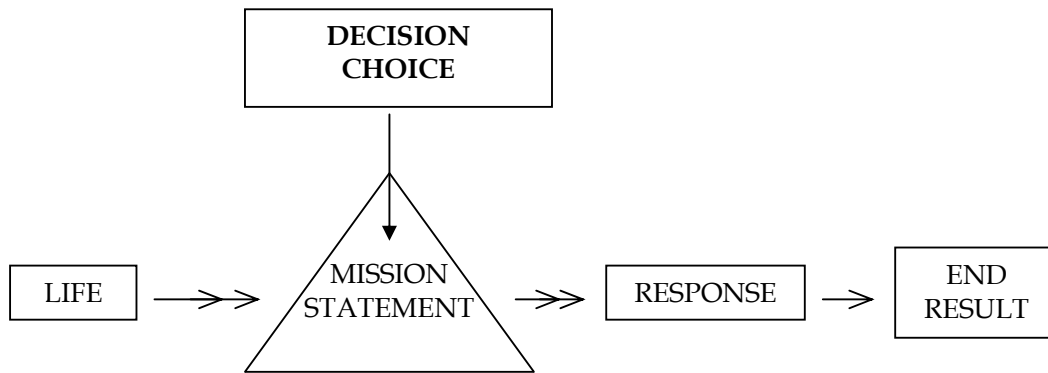 DECISION
CHOICE
LIFE
MISSION
STATEMENT
RESPONSE
END
RESULT